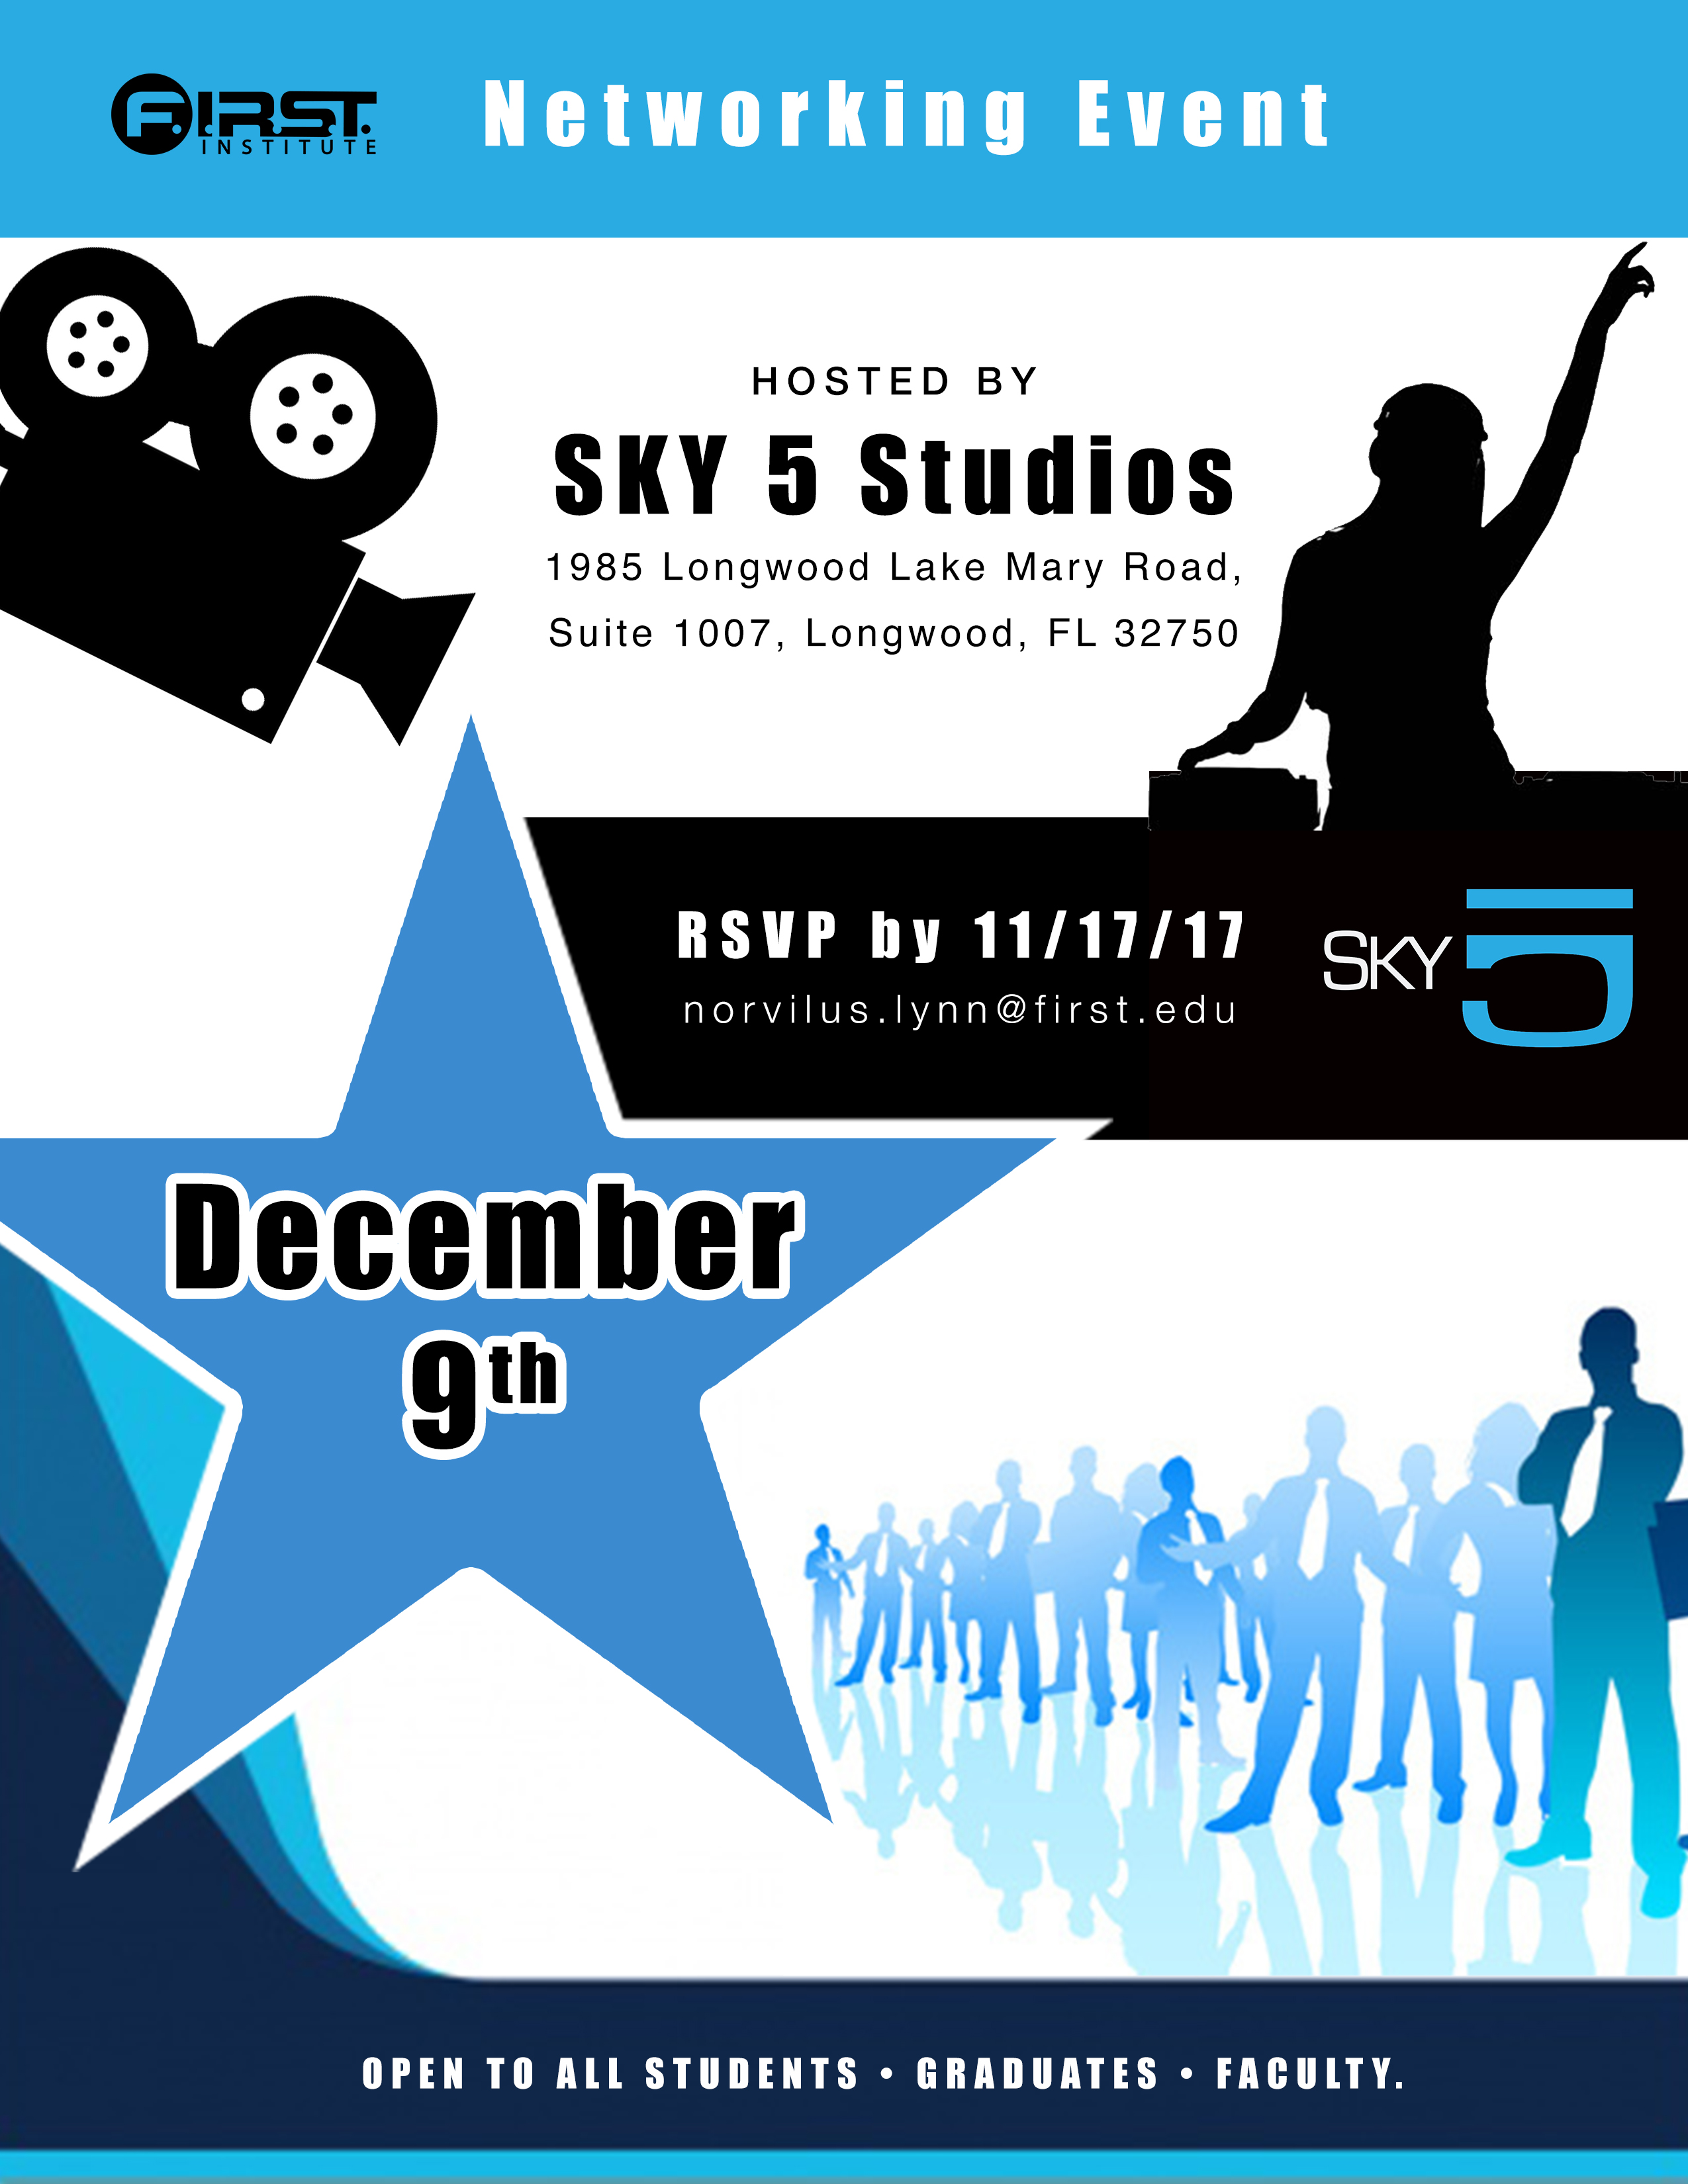 F.I.R.S.T.
INSTITUTE
Networking Event
HOSTED BY
SKY 5 Studios
1985 Longwood Lake Mary Road,
Suite 1007, Longwood, FL 32750
RSVP by 11/17/17
norvilus.lynn@first.edu
SKY 5
December
9th
OPEN TO ALL STUDENTS • GRADUATES • FACULTY.